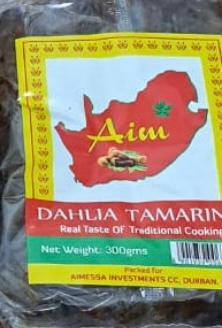 Aim
DAHLIA TAMARIN
Real Taste OF Traditional Cooking
Net Weight: 300gms
Packed for
AIMESSA INVESTMENTS CC, DURBAN.